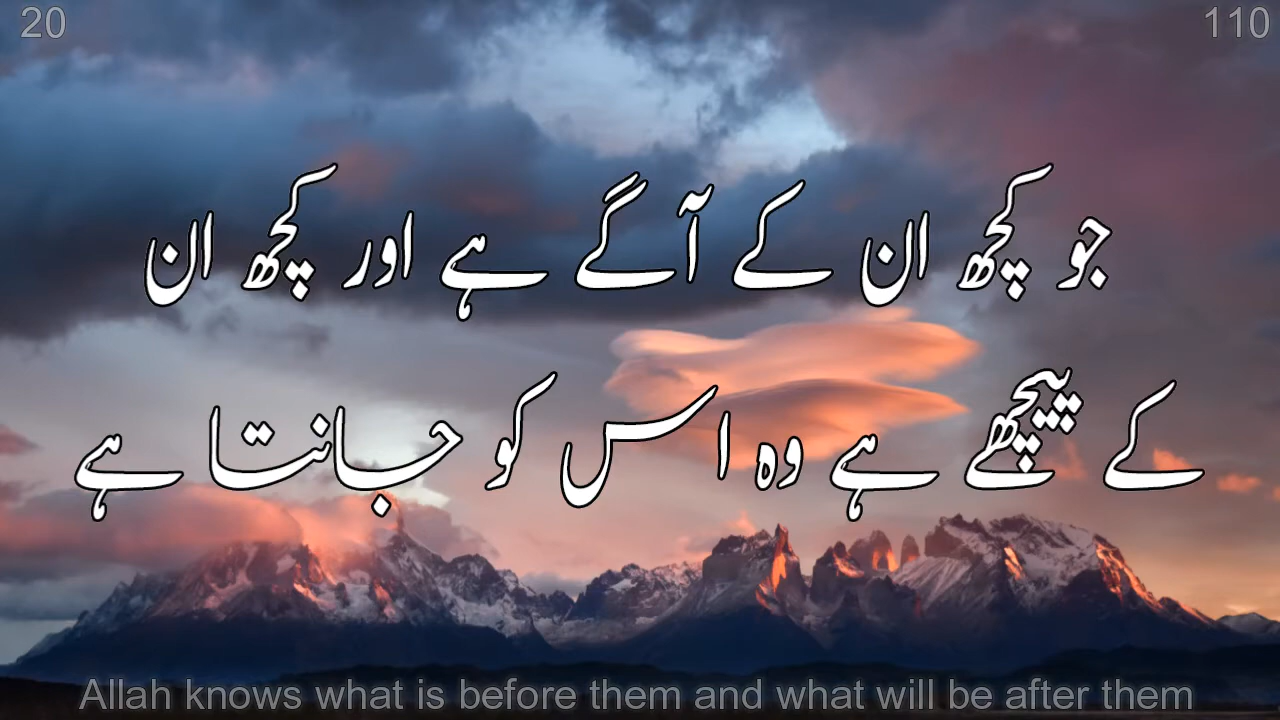 20
110
جو کچھ ان کے آگے ہے اور کچھ ان
کے پیچھے ہے وہ اس کو جانتا ہے
Allah knows what is before them and what will be after them